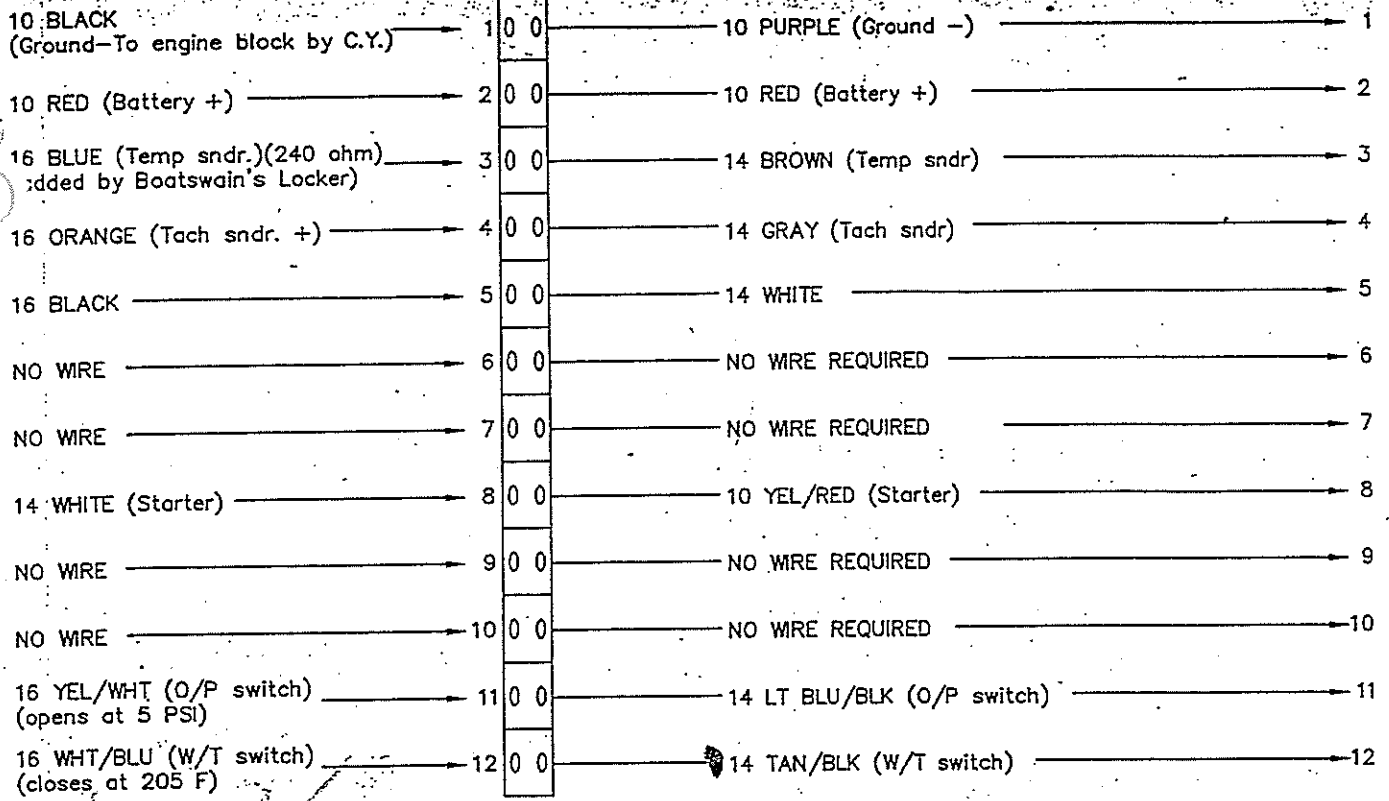 10 BLACK
(Ground-To engine block by C.Y.) 1 0 0 10 PURPLE (Ground -) 1
10 RED (Battery +) 2 0 0 10 RED (Battery +) 2
16 BLUE (Temp sndr.)(240 ohm) 3 0 0 14 BROWN (Temp sndr) 3
dded by Boatswain's Locker)
16 ORANGE (Tach sndr. +) 4 0 0 14 GRAY (Tach sndr) 4
16 BLACK 5 0 0 14 WHITE 5
NO WIRE 6 0 0 NO WIRE REQUIRED 6
NO WIRE 7 0 0 NO WIRE REQUIRED 7
14 WHITE (Starter) 8 0 0 10 YEL/RED (Starter) 8
NO WIRE 9 0 0 NO WIRE REQUIRED 9
NO WIRE 10 0 0 NO WIRE REQUIRED 10
16 YEL/WHT (O/P switch) 11 0 0 14 LT BLU/BLK (O/P switch) 11
(opens at 5 PSI)
16 WHT/BLU (W/T switch) 12 0 0 14 TAN/BLK (W/T switch) 12
(closes at 205 F)